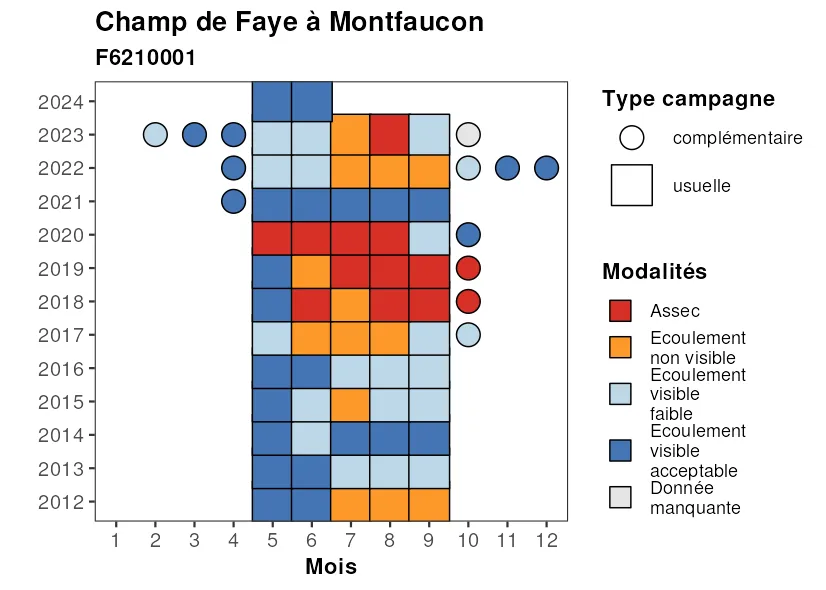 Champ de Faye à Montfaucon
F6210001
2024
2023
2022
2021
2020
2019
2018
2017
2016
2015
2014
2013
2012
1 2 3 4 5 6 7 8 9 10 11 12
Mois
Type campagne
complémentaire
usuelle
Modalités
Assec
Ecoulement
non visible
Ecoulement
visible
faible
Ecoulement
visible
acceptable
Donnée
manquante